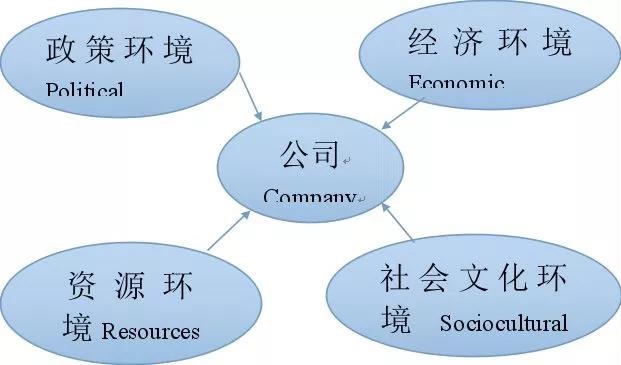 政策环境
Political
经济环境
Economic
公司
Company
资源环
境 Resources
社会文化环
境 Sociocultural